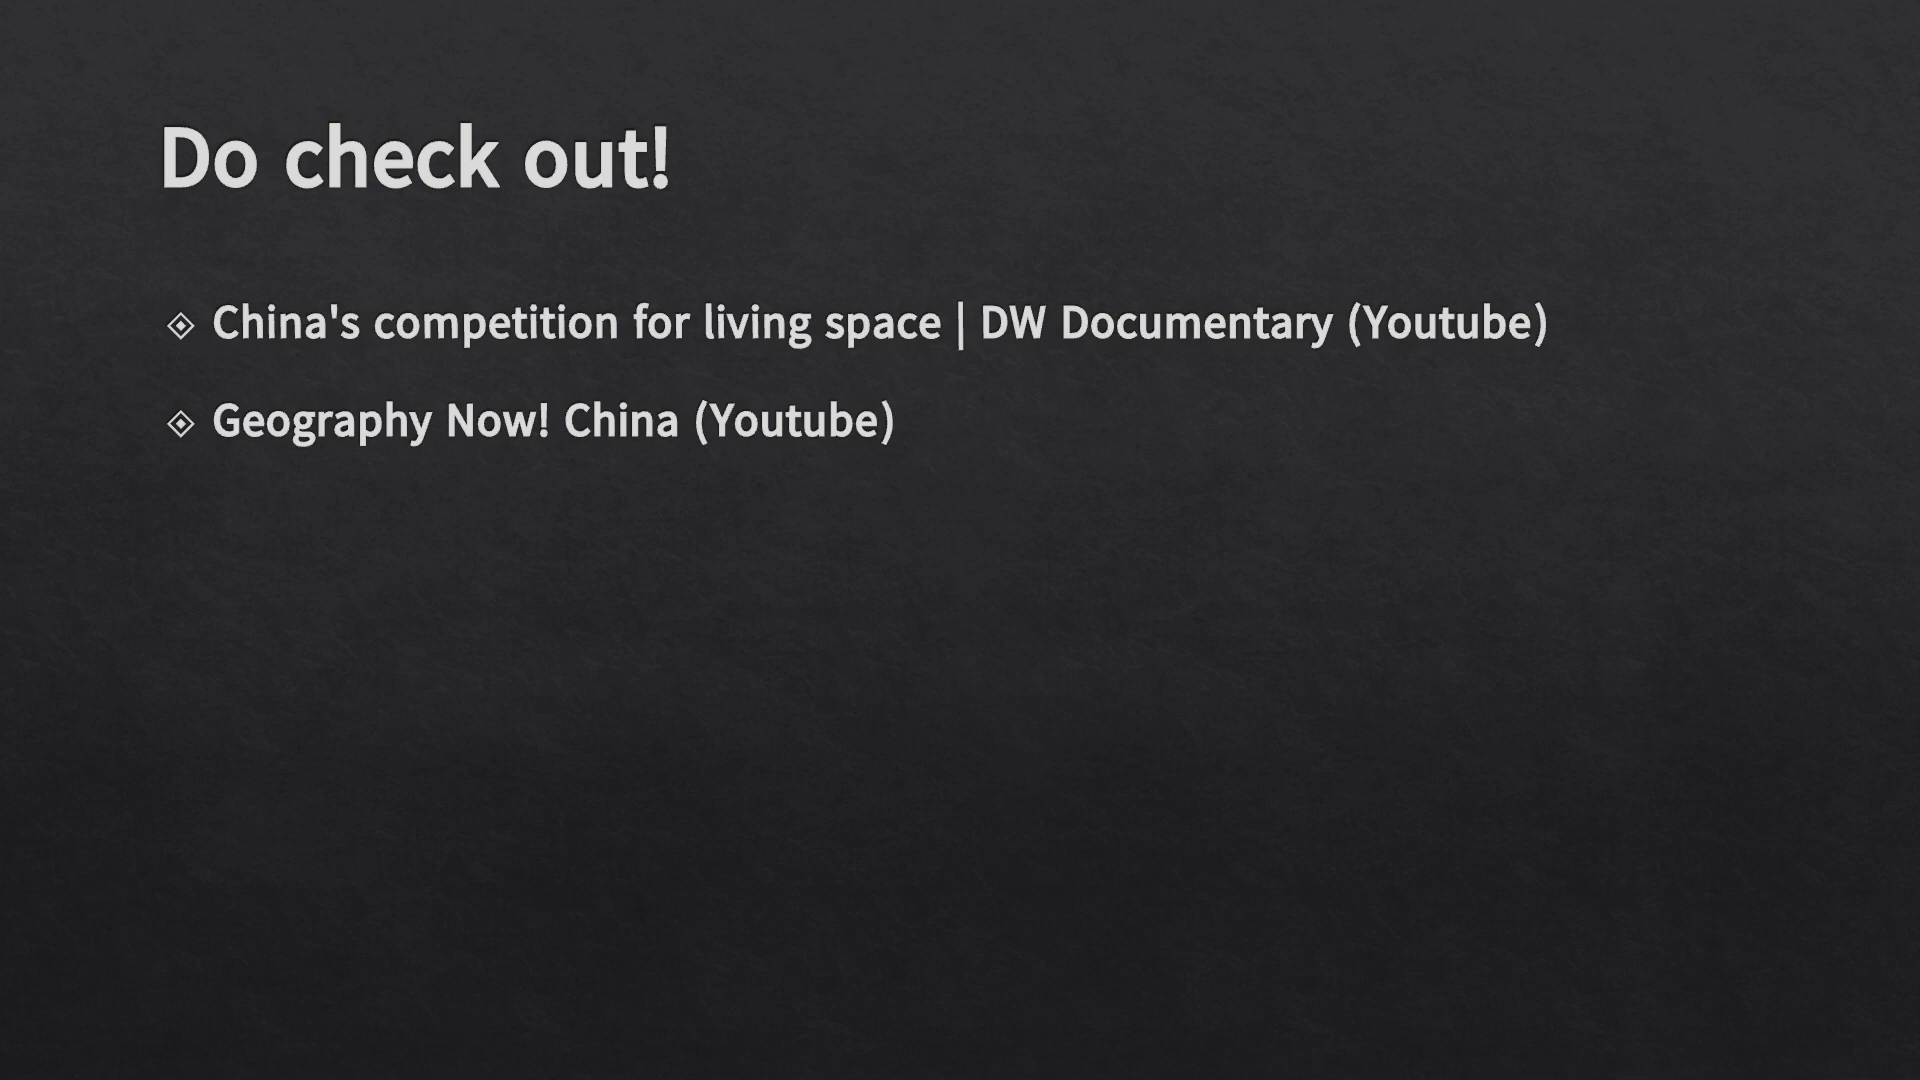 Do check out!
China's competition for living space | DW Documentary (Youtube)
Geography Now! China (Youtube)